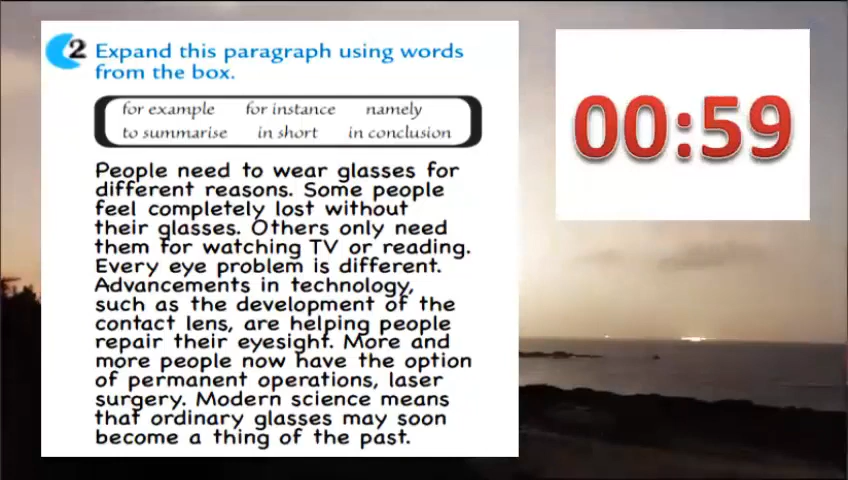 2 Expand this paragraph using words
from the box.
for example for instance namely
to summarise in short in conclusion
People need to wear glasses for
different reasons. Some people
feel completely lost without
their glasses. Others only need
them for watching TV or reading.
Every eye problem is different.
Advancements in technology,
such as the development of the
contact lens, are helping people
repair their eyesight. More and
more people now have the option
of permanent operations, laser
surgery. Modern science means
that ordinary glasses may soon
become a thing of the past.
00:59